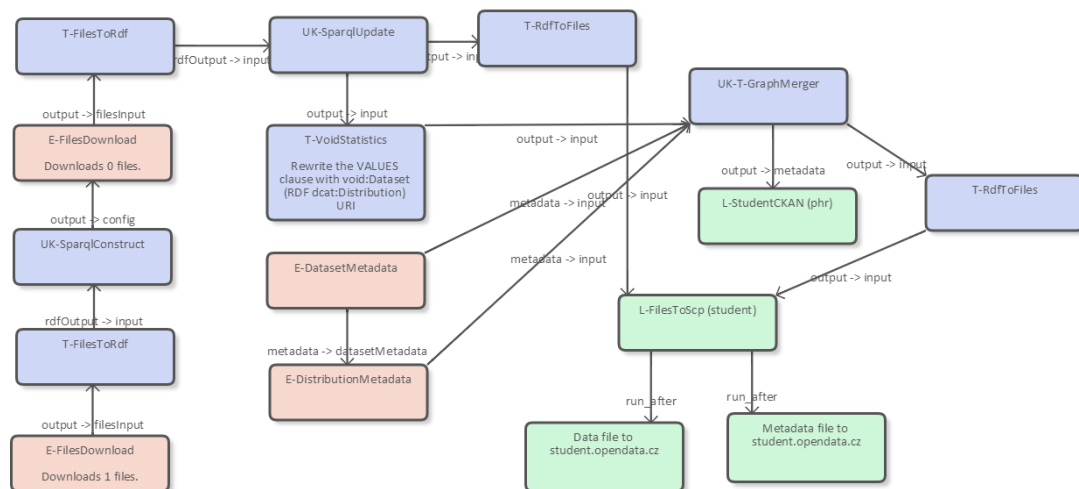 T-FilesToRdf
UK-SparqlUpdate
T-RdfToFiles
rdfOutput -> input
output -> input
UK-T-GraphMerger
output -> filesInput
output -> input
E-FilesDownload
Downloads 0 files.
T-VoidStatistics
Rewrite the VALUES
clause with void:Dataset
(RDF dcat:Distribution)
URI
output -> input
output -> metadata
output -> input
T-RdfToFiles
output -> input
metadata -> input
L-StudentCKAN (phr)
output -> config
UK-SparqlConstruct
E-DatasetMetadata
metadata -> input
output -> input
L-FilesToScp (student)
rdfOutput -> input
T-FilesToRdf
metadata -> datasetMetadata
E-DistributionMetadata
run_after
run_after
output -> filesInput
E-FilesDownload
Downloads 1 files.
Data file to
student.opendata.cz
Metadata file to
student.opendata.cz